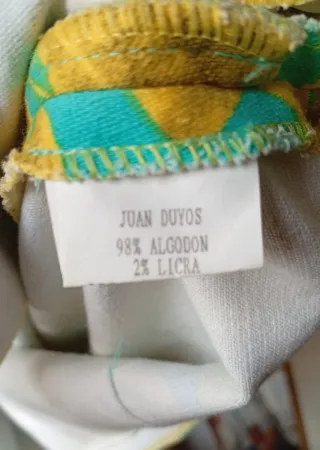 JUAN DUYOS
98% ALGODON
2% LICRA